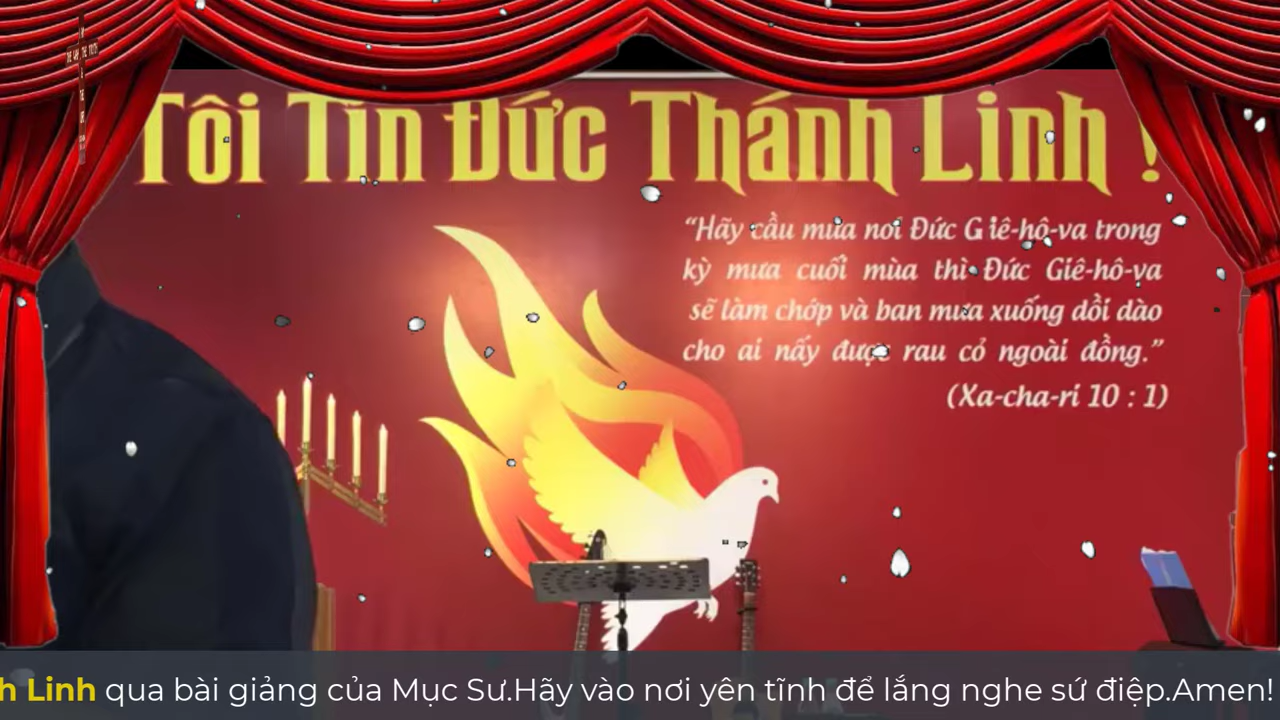 Tôi Tin Đức Thánh Linh !
“Hãy cầu mưa nơi Đức Giê-hô-va trong
kỳ mưa cuối mùa thì Đức Giê-hô-va
sẽ làm chớp và ban mưa xuống dồi dào
cho ai nấy được rau cỏ ngoài đồng.”
(Xa-cha-ri 10 : 1)
h Linh qua bài giảng của Mục Sư.Hãy vào nơi yên tĩnh để lắng nghe sứ điệp.Amen!